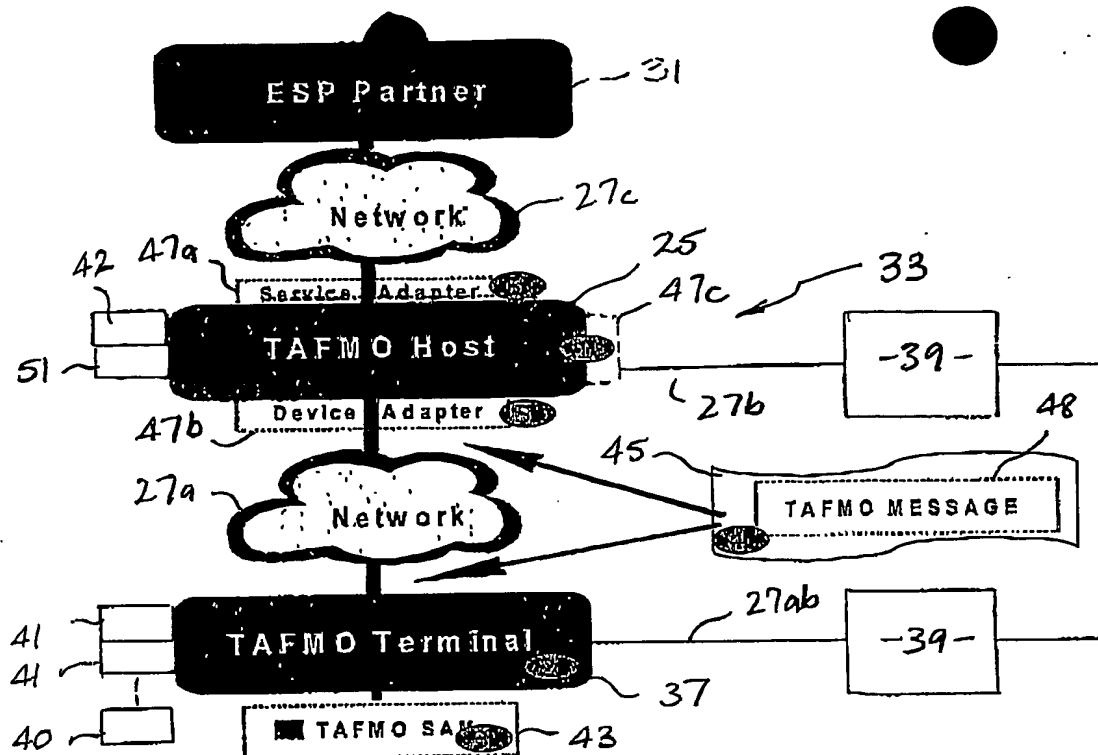 ESP Partner
31
Network
27c
47a
25
42
47c
33
Service Adapter
TAFMO Host
-39-
51
27b
Device Adapter
48
47b
45
27a
TAFMO MESSAGE
Network
27ab
41
TAFMO Terminal
-39-
41
37
40
TAFMO
43